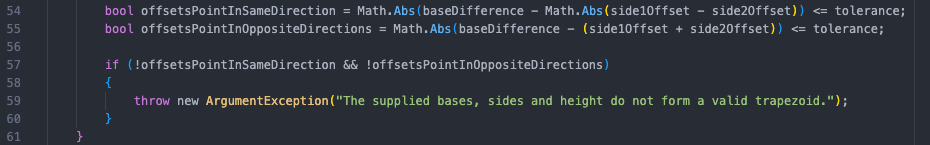 54 bool offsetsPointInSameDirection = Math.Abs(baseDifference - Math.Abs(side1Offset - side2Offset)) <= tolerance;
55 bool offsetsPointInOppositeDirections = Math.Abs(baseDifference - (side1Offset + side2Offset)) <= tolerance;
56
57 if (!offsetsPointInSameDirection && !offsetsPointInOppositeDirections)
58 {
59 throw new ArgumentException("The supplied bases, sides and height do not form a valid trapezoid.");
60 }
61 }